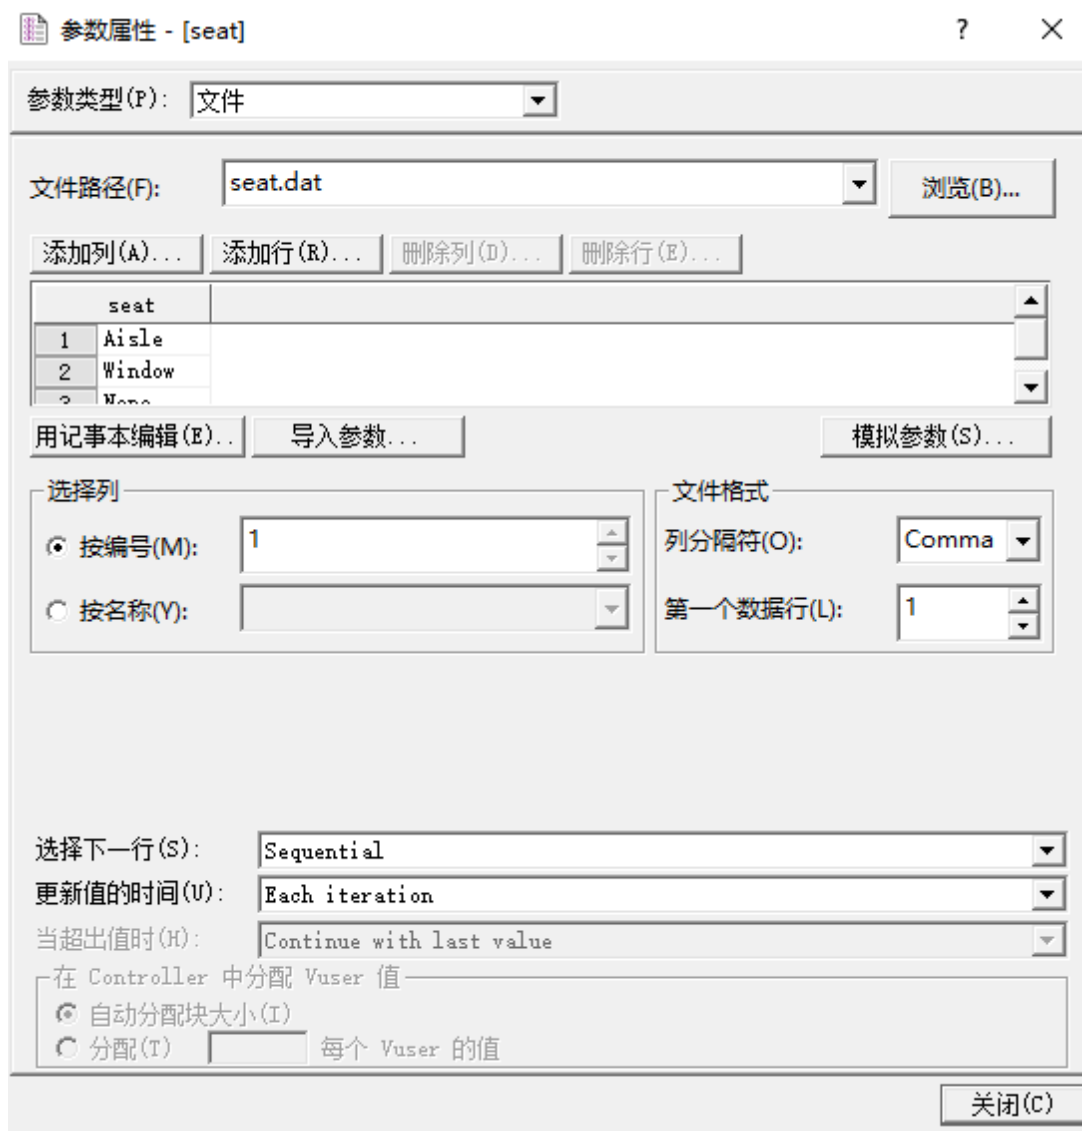 参数属性 - [seat] ?
参数类型(P): 文件
文件路径(F): seat.dat 浏览(B)...
添加列(A)... 添加行(R)... 删除列(D)... 删除行(E)...
seat
1 Aisle
2 Window
3 None
用记事本编辑(E).. 导入参数... 模拟参数(S)...
选择列 文件格式
按编号(M): 1 列分隔符(O): Comma
按名称(Y): 第一个数据行(L): 1
选择下一行(S): Sequential
更新值的时间(U): Each iteration
当超出值时(H): Continue with last value
在 Controller 中分配 Vuser 值
自动分配块大小(I)
分配(T) 每个 Vuser 的值
关闭(C)